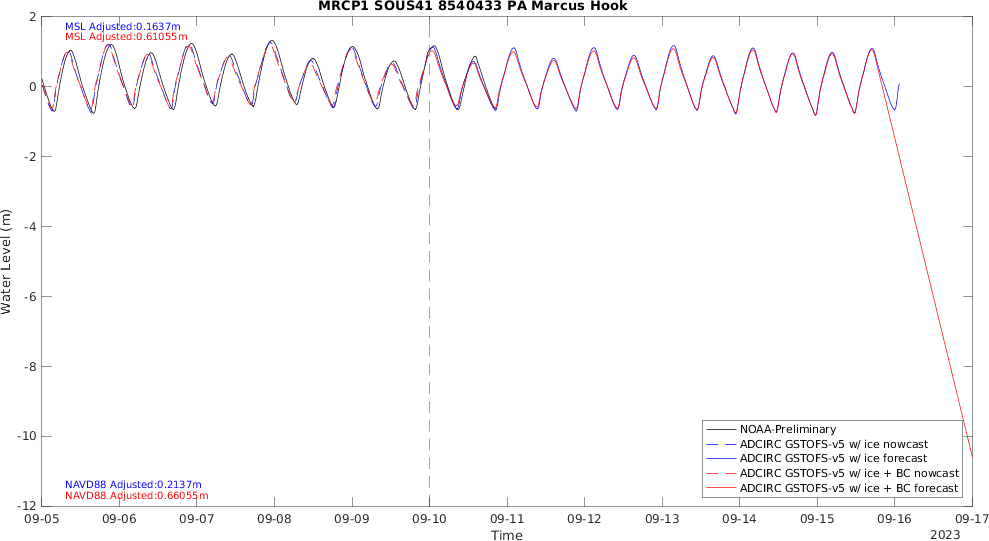 MRCP1 SOUS41 8540433 PA Marcus Hook
MSL Adjusted:0.1637m
MSL Adjusted:0.61055m
2
0
-2
-4
-6
-8
-10
-12
Water Level (m)
NOAA-Preliminary
ADCIRC GSTOFS-v5 w/ ice nowcast
ADCIRC GSTOFS-v5 w/ ice forecast
ADCIRC GSTOFS-v5 w/ ice + BC nowcast
ADCIRC GSTOFS-v5 w/ ice + BC forecast
NAVD88 Adjusted:0.2137m
NAVD88 Adjusted:0.66055m
09-05 09-06 09-07 09-08 09-09 09-10 09-11 09-12 09-13 09-14 09-15 09-16 09-17
Time
2023